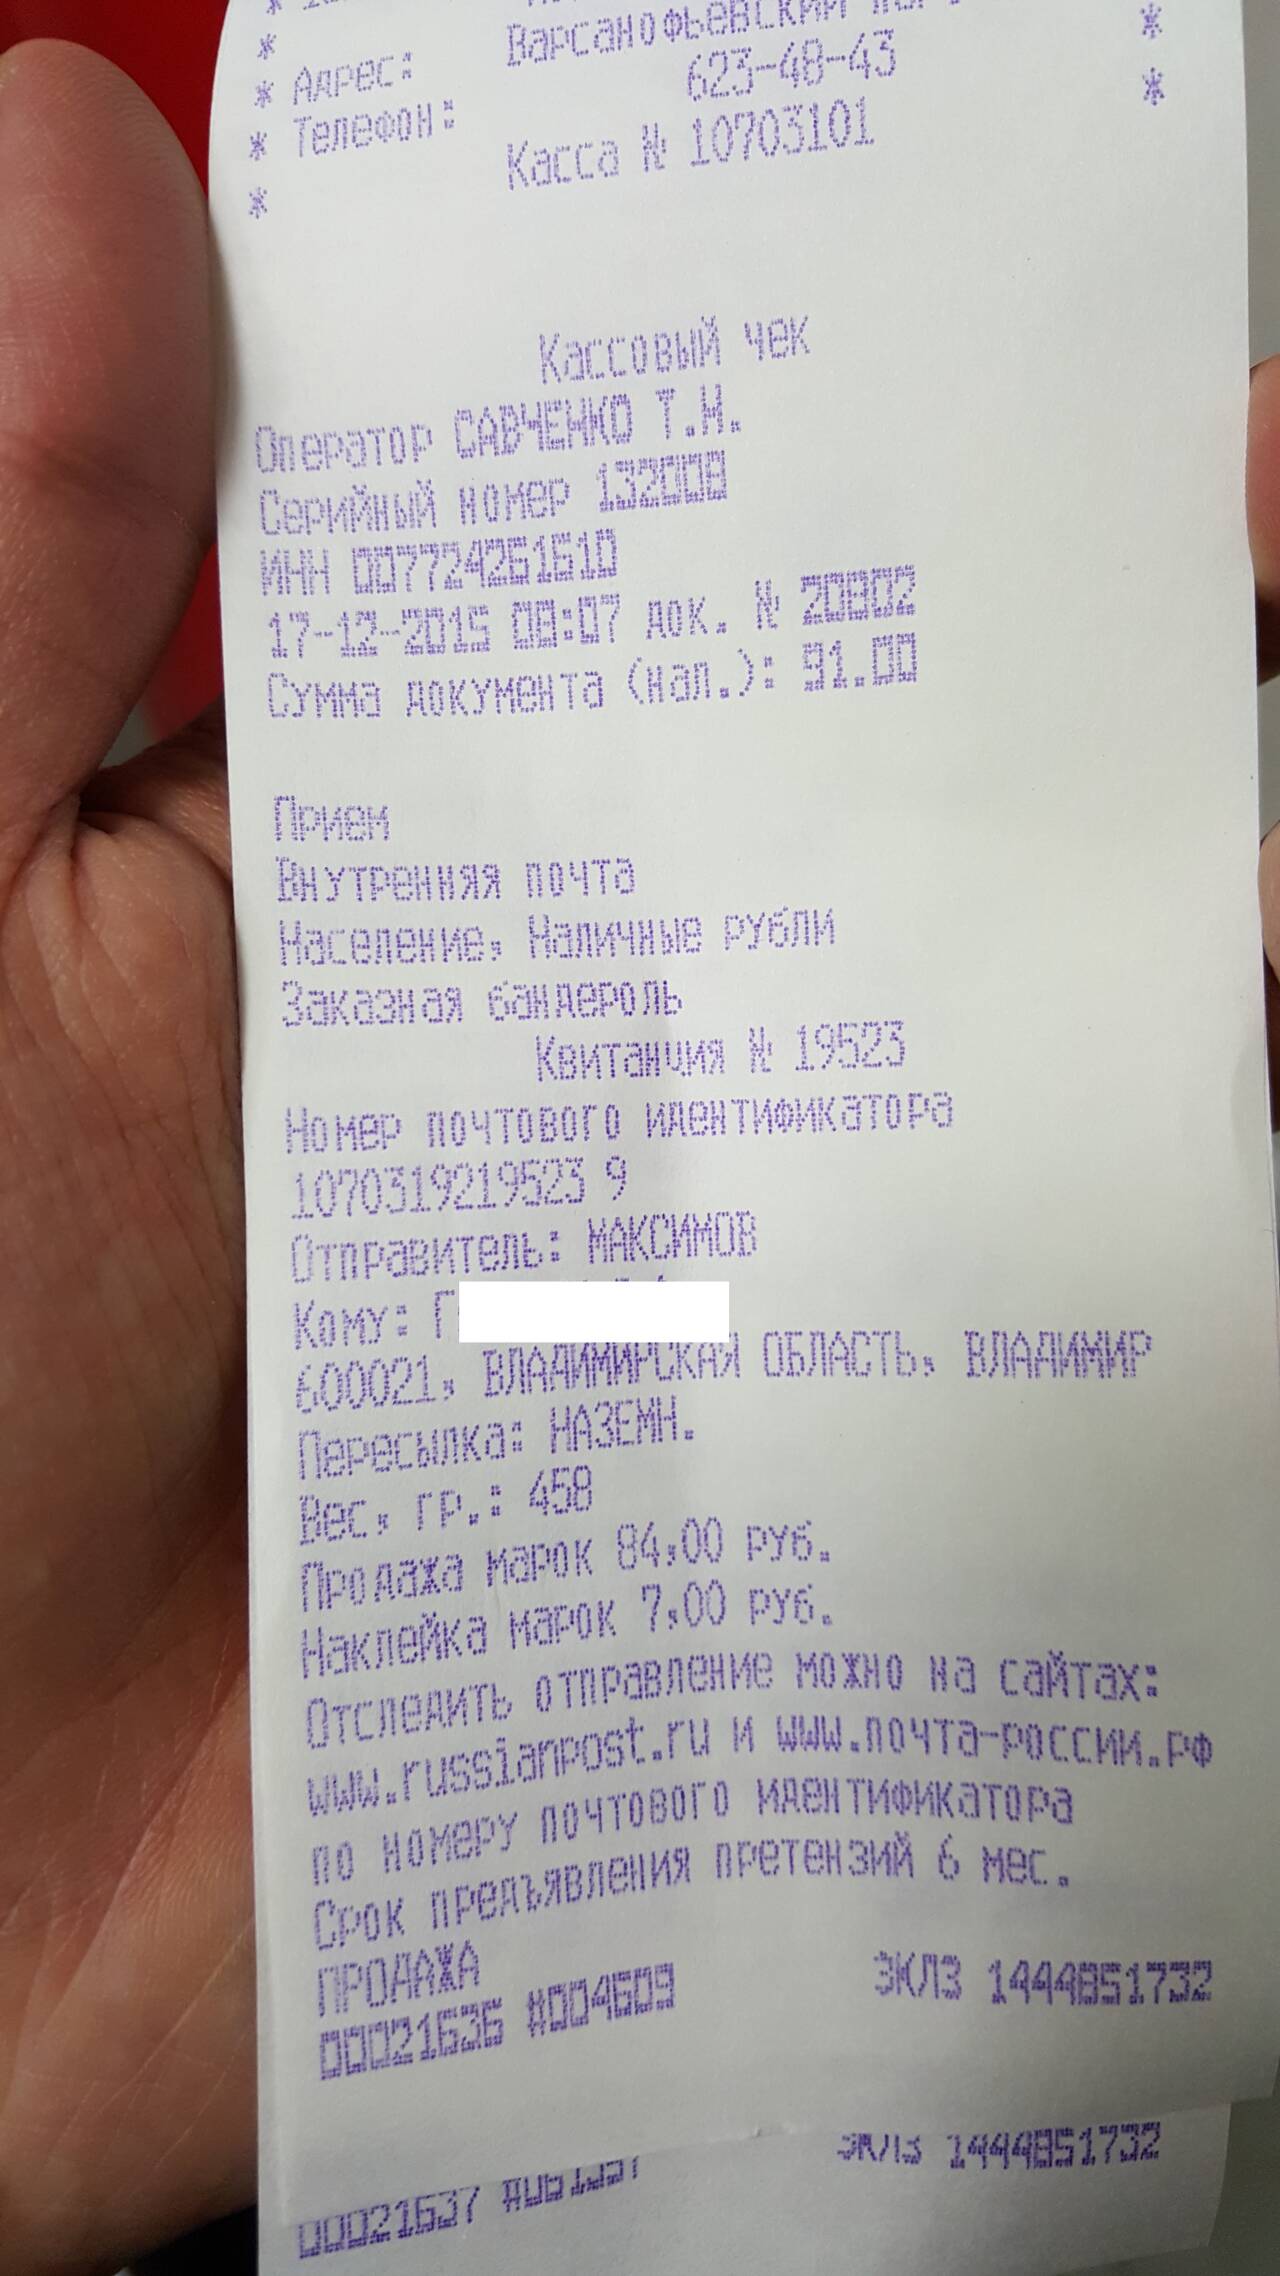 *
* Адрес: Варсанофьевский *
* Телефон: 623-48-43 *
* Касса № 10703101
Кассовый чек
Оператор САВЧЕНКО Т.Н.
Серийный номер 132008
ИНН 007724261610
17-12-2015 08:07 док. № 20802
Сумма документа (нал.): 91.00
Прием
Внутренняя почта
Население, Наличные рубли
Заказная бандероль
Квитанция № 19523
Номер почтового идентификатора
1070319219523 9
Отправитель: МАКСИМОВ
Кому: Г
600021, ВЛАДИМИРСКАЯ ОБЛАСТЬ, ВЛАДИМИР
Пересылка: НАЗЕМН.
Вес, гр.: 458
Продажа марок 84,00 руб.
Наклейка марок 7,00 руб.
Отследить отправление можно на сайтах:
www.russianpost.ru и www.почта-россии.рф
по номеру почтового идентификатора
Срок предъявления претензий 6 мес.
ПРОДАЖА
00021636 #004609 ЭКЛЗ 1444851732
00021637 ЭКЛЗ 1444851732